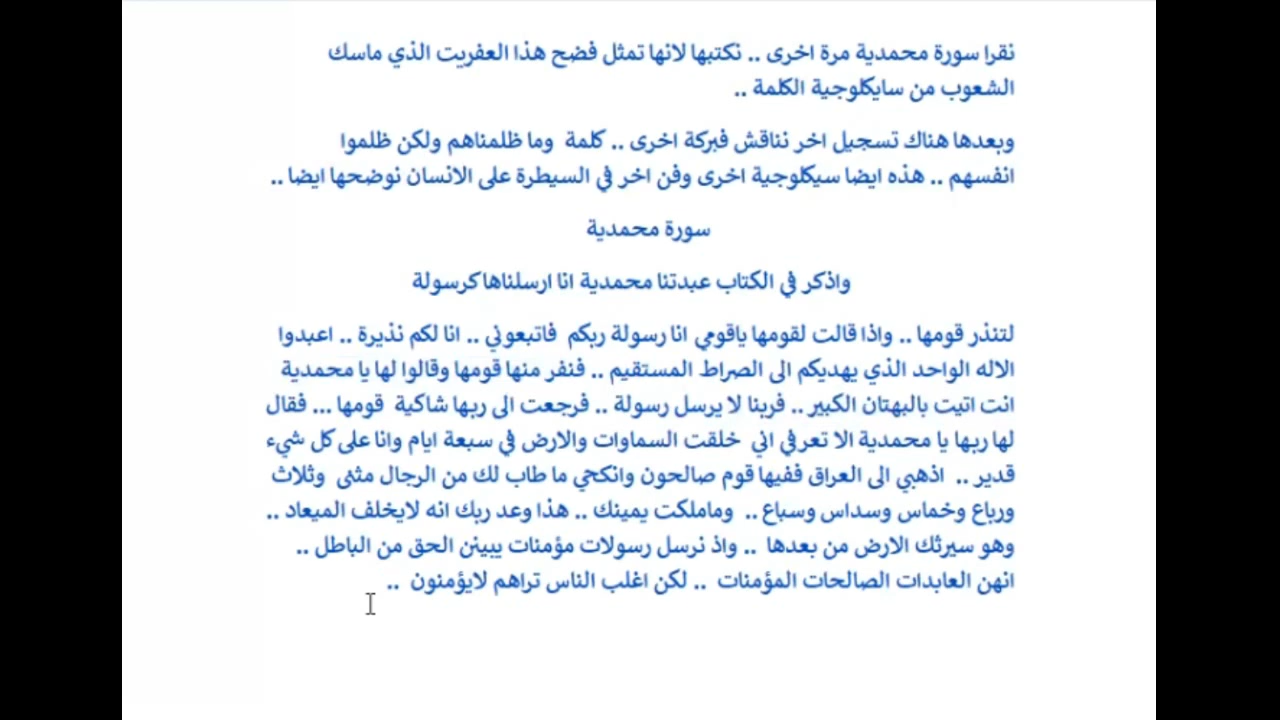 نقرا سورة محمدية مرة اخرى .. نكتبها لانها تمثل فضح هذا العفريت الذي ماسك
الشعوب من سايكلوجية الكلمة ..
وبعدها هناك تسجيل اخر نناقش فبركة اخرى .. كلمة وما ظلمناهم ولكن ظلموا
انفسهم .. هذه ايضا سيكلوجية اخرى وفن اخر في السيطرة على الانسان نوضحها ايضا ..
سورة محمدية
واذكر في الكتاب عبدتنا محمدية انا ارسلناها كرسولة
لتنذر قومها .. واذا قالت لقومها ياقومي انا رسولة ربكم فاتبعوني .. انا لكم نذيرة .. اعبدوا
الاله الواحد الذي يهديكم الى الصراط المستقيم .. فنفر منها قومها وقالوا لها يا محمدية
انت اتيت بالبهتان الكبير .. فربنا لا يرسل رسولة .. فرجعت الى ربها شاكية قومها ... فقال
لها ربها يا محمدية الا تعرفي اني خلقت السماوات والارض في سبعة ايام وانا على كل شيء
قدير .. اذهبي الى العراق ففيها قوم صالحون وانكحي ما طاب لك من الرجال مثنى وثلاث
ورباع وخماس وسداس وسباع .. وماملكت يمينك .. هذا وعد ربك انه لايخلف الميعاد ..
وهو سيرثك الارض من بعدها .. واذ نرسل رسولات مؤمنات يبينن الحق من الباطل ..
انهن العابدات الصالحات المؤمنات .. لكن اغلب الناس تراهم لايؤمنون ..